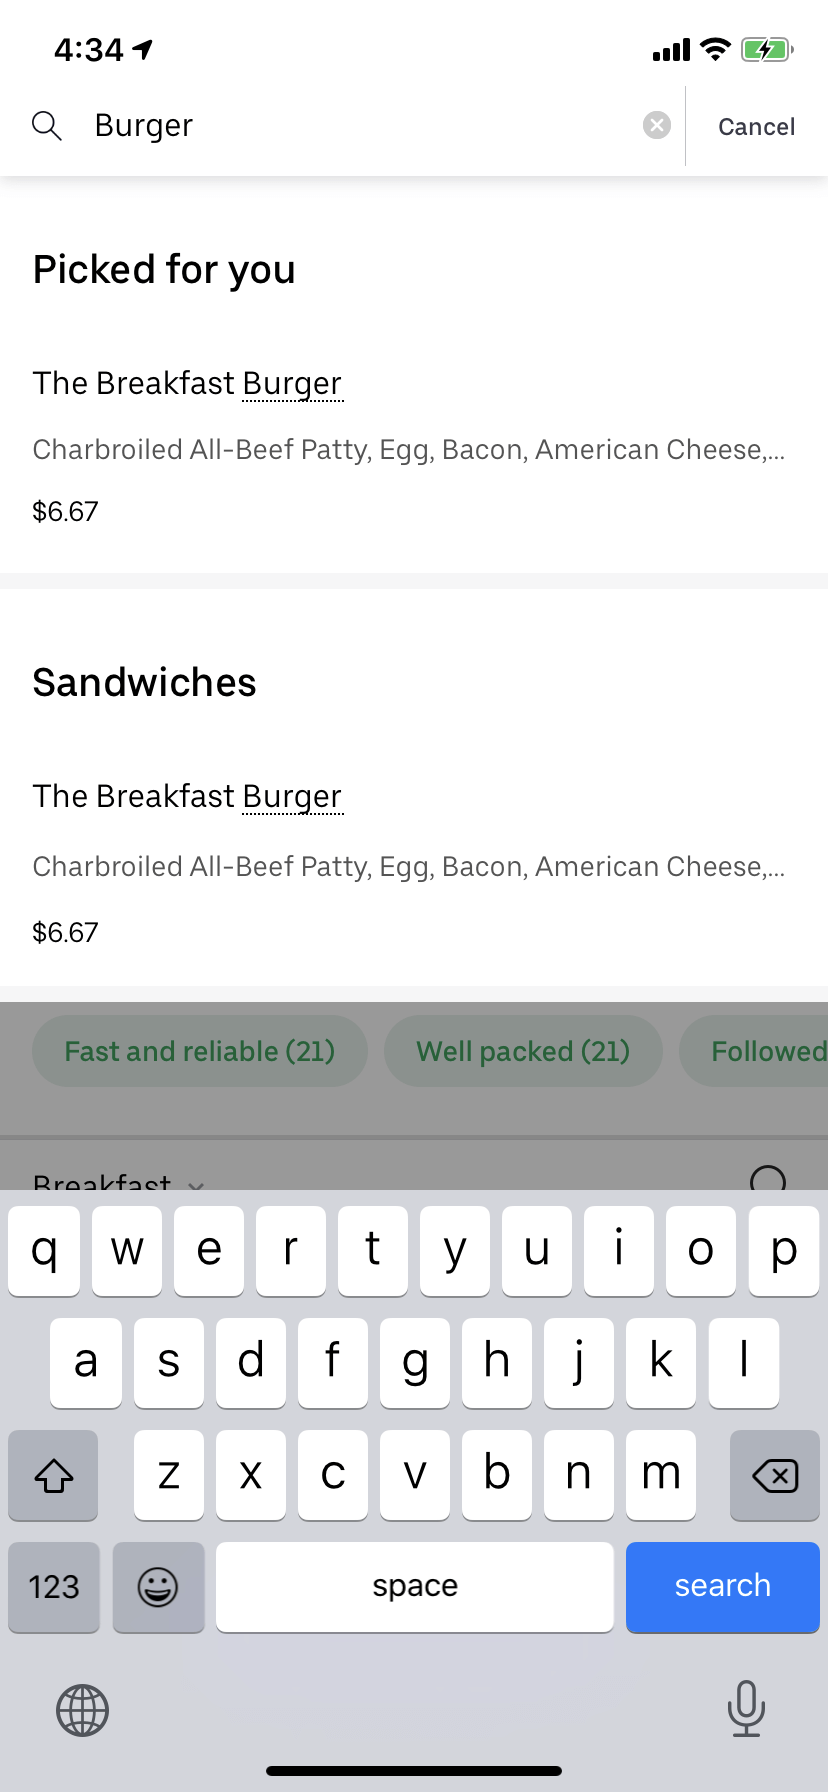 4:34
Burger
Cancel
Picked for you
The Breakfast Burger
Charbroiled All-Beef Patty, Egg, Bacon, American Cheese,...
$6.67
Sandwiches
The Breakfast Burger
Charbroiled All-Beef Patty, Egg, Bacon, American Cheese,...
$6.67
Fast and reliable (21) Well packed (21) Followed
Breakfast
q w e r t y u i o p
a s d f g h j k l
z x c v b n m
123 space search